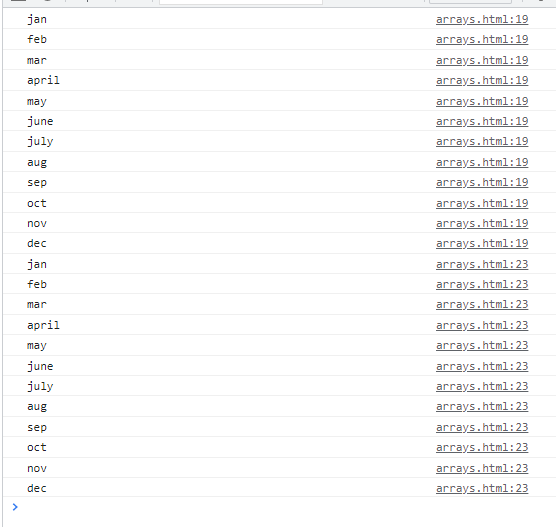 jan arrays.html:19
feb arrays.html:19
mar arrays.html:19
april arrays.html:19
may arrays.html:19
june arrays.html:19
july arrays.html:19
aug arrays.html:19
sep arrays.html:19
oct arrays.html:19
nov arrays.html:19
dec arrays.html:19
jan arrays.html:23
feb arrays.html:23
mar arrays.html:23
april arrays.html:23
may arrays.html:23
june arrays.html:23
july arrays.html:23
aug arrays.html:23
sep arrays.html:23
oct arrays.html:23
nov arrays.html:23
dec arrays.html:23
>